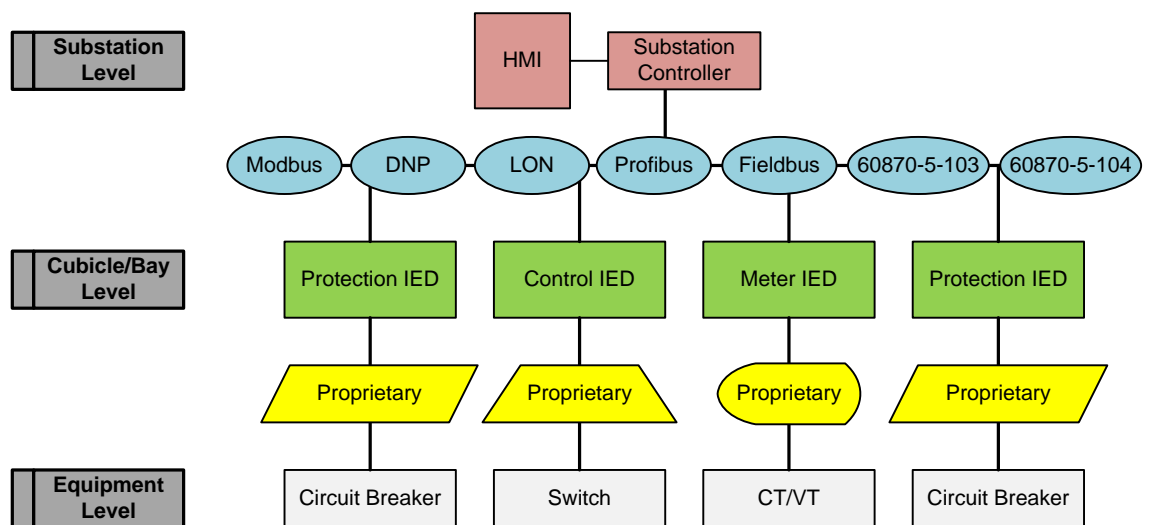 Substation
Level
HMI
Substation
Controller
Modbus
DNP
LON
Profibus
Fieldbus
60870-5-103
60870-5-104
Cubicle/Bay
Level
Protection IED
Control IED
Meter IED
Protection IED
Proprietary
Proprietary
Proprietary
Proprietary
Equipment
Level
Circuit Breaker
Switch
CT/VT
Circuit Breaker